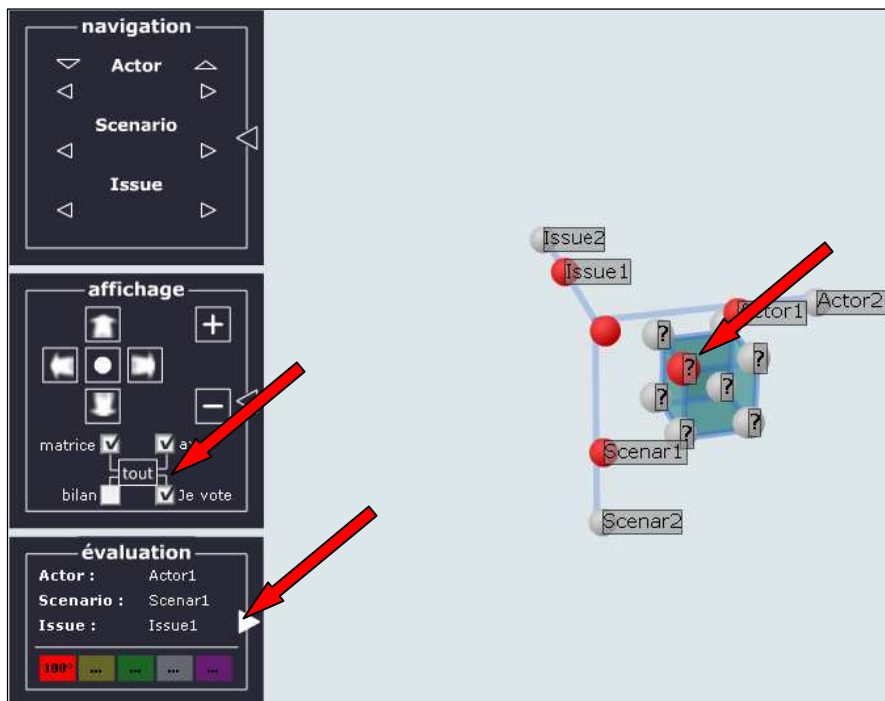 navigation
Actor
Scenario
Issue
affichage
+
−
matrice
tout
bilan Je vote
évaluation
Actor : Actor1
Scenario : Scenar1
Issue : Issue1
... ... ... ...
Issue2
Issue1
Actor1 Actor2
? ?
?
? ?
? ?
Scenar1
Scenar2